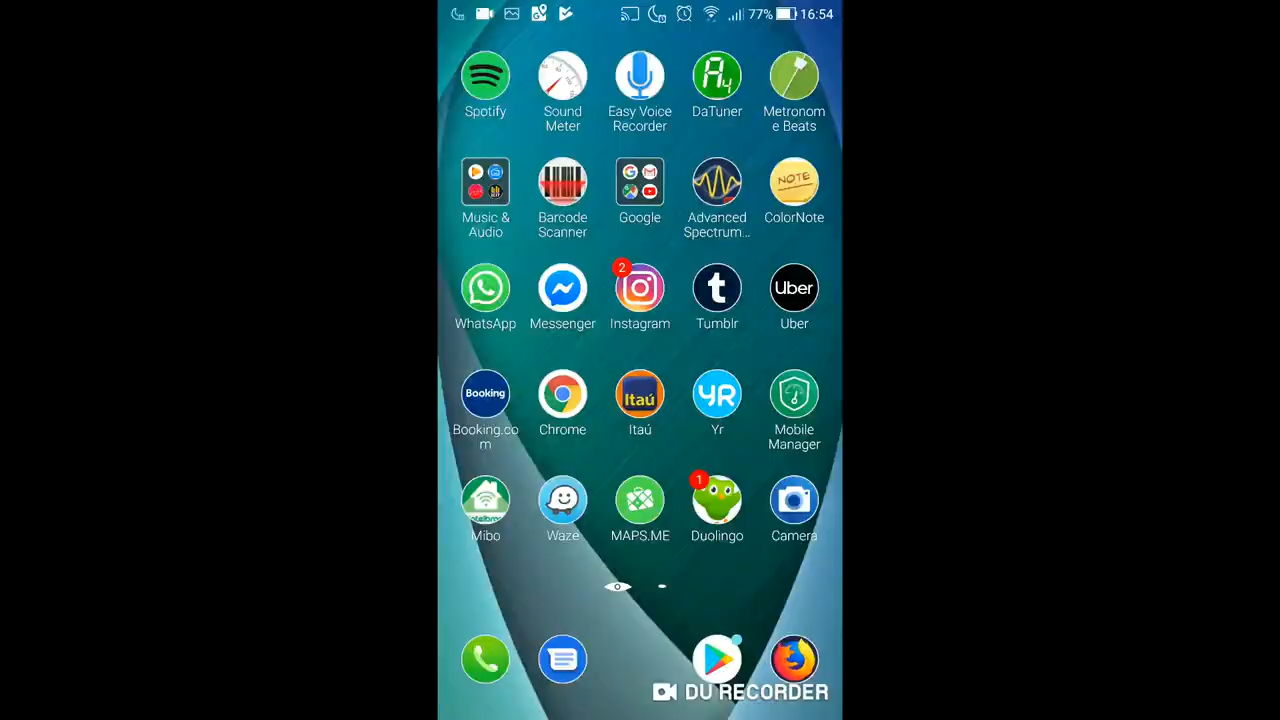 77% 16:54
Spotify
Sound
Meter
Easy Voice
Recorder
DaTuner
Metronom
e Beats
Music &
Audio
Barcode
Scanner
Google
Advanced
Spectrum...
NOTE
ColorNote
WhatsApp
Messenger
2
Instagram
t
Tumblr
Uber
Uber
Booking
Booking.co
m
Chrome
Itaú
Itaú
YR
Yr
Mobile
Manager
intelbras
Mibo
Waze
MAPS.ME
1
Duolingo
Camera
A4
DU RECORDER